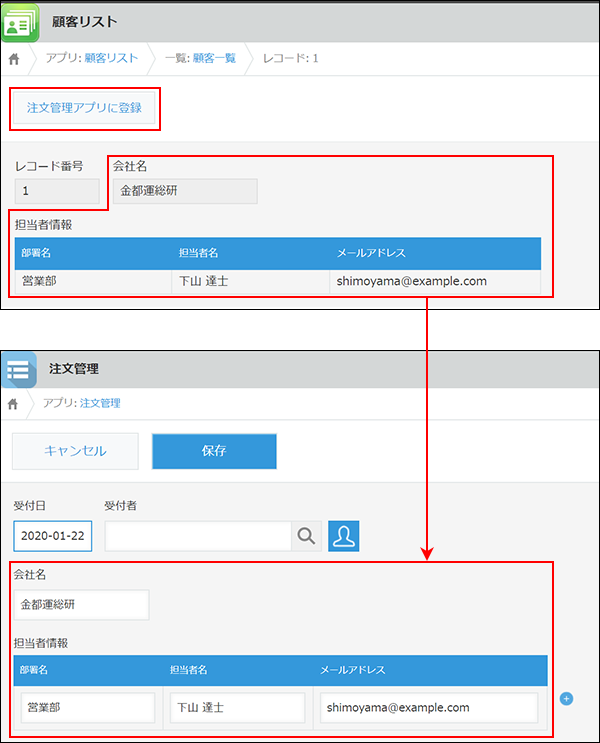 顧客リスト
アプリ: 顧客リスト 一覧: 顧客一覧 レコード: 1
注文管理アプリに登録
レコード番号 会社名
1 金都運総研
担当者情報
部署名 担当者名 メールアドレス
営業部 下山 達士 shimoyama@example.com
注文管理
アプリ: 注文管理
キャンセル 保存
受付日 受付者
2020-01-22
会社名
金都運総研
担当者情報
部署名 担当者名 メールアドレス
営業部 下山 達士 shimoyama@example.com